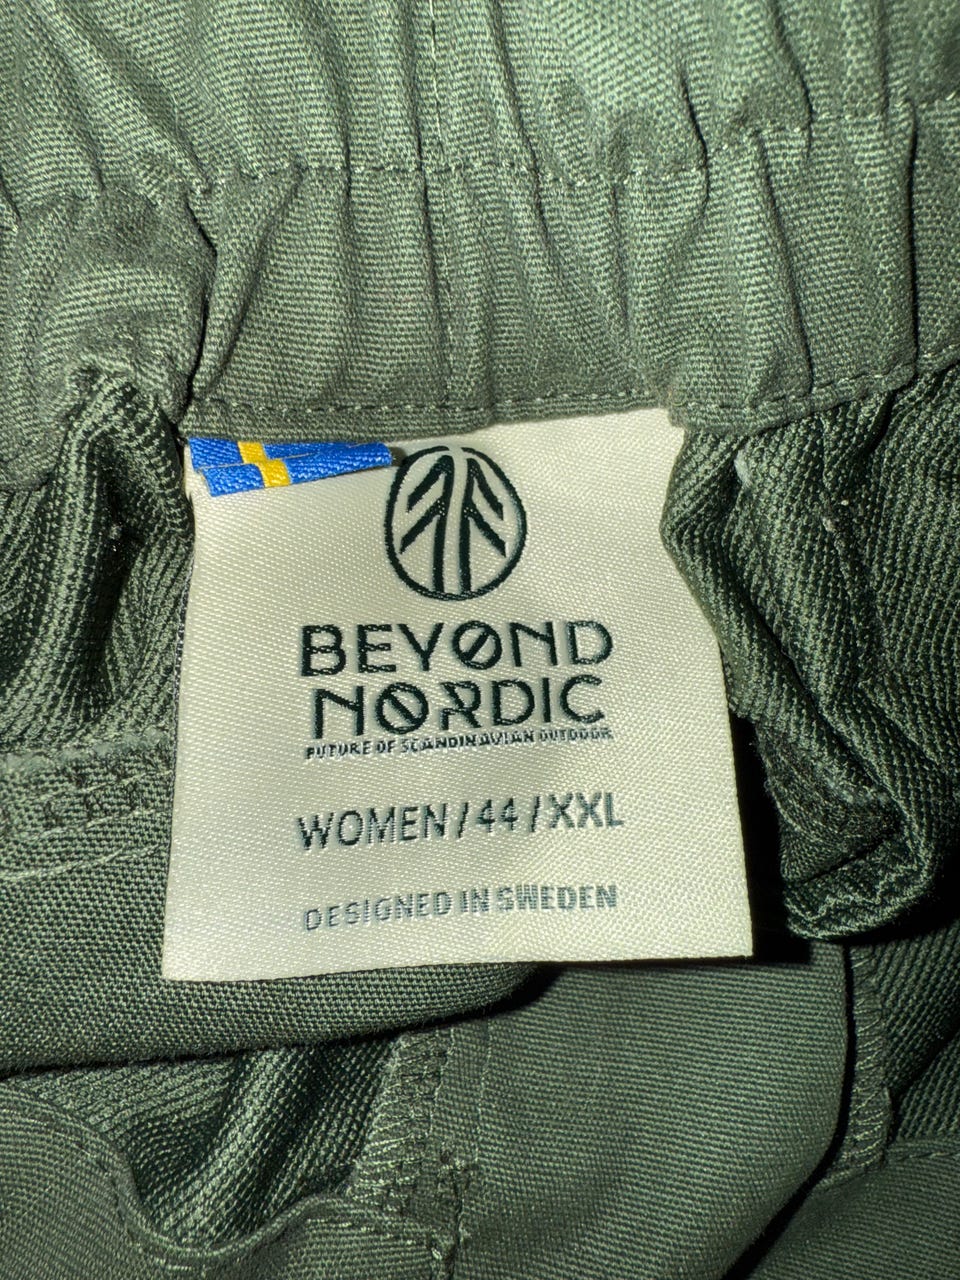 BEYØND
NØRDIC
FUTURE OF SCANDINAVIAN OUTDOOR
WOMEN / 44 / XXL
DESIGNED IN SWEDEN